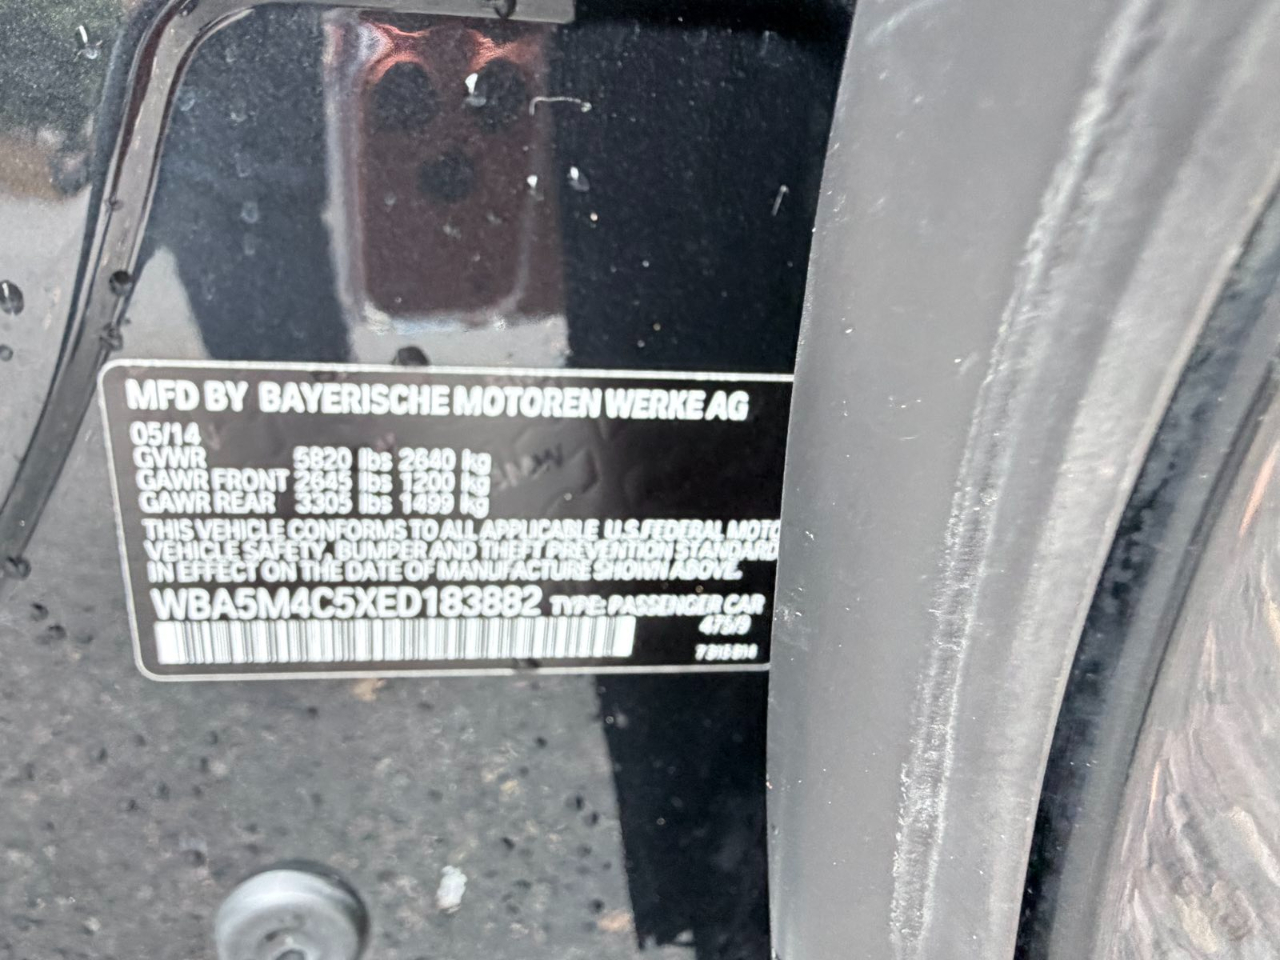 MFD BY BAYERISCHE MOTOREN WERKE AG
05/14
GVWR 5820 lbs 2640 kg
GAWR FRONT 2645 lbs 1200 kg
GAWR REAR 3305 lbs 1499 kg
THIS VEHICLE CONFORMS TO ALL APPLICABLE U.S.FEDERAL MOTO
VEHICLE SAFETY, BUMPER AND THEFT PREVENTION STANDARD
IN EFFECT ON THE DATE OF MANUFACTURE SHOWN ABOVE.
WBA5M4C5XED183882 TYPE: PASSENGER CAR
475/9